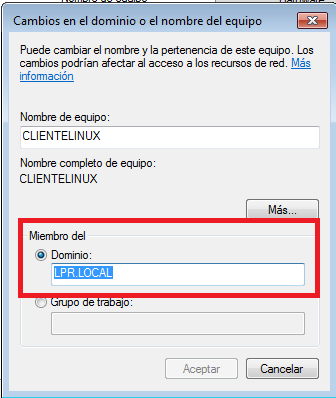 Cambios en el dominio o el nombre del equipo
Puede cambiar el nombre y la pertenencia de este equipo. Los
cambios podrían afectar al acceso a los recursos de red. Más
información
Nombre de equipo:
CLIENTELINUX
Nombre completo de equipo:
CLIENTELINUX
Más...
Miembro del
Dominio:
LPR.LOCAL
Grupo de trabajo:
Aceptar
Cancelar